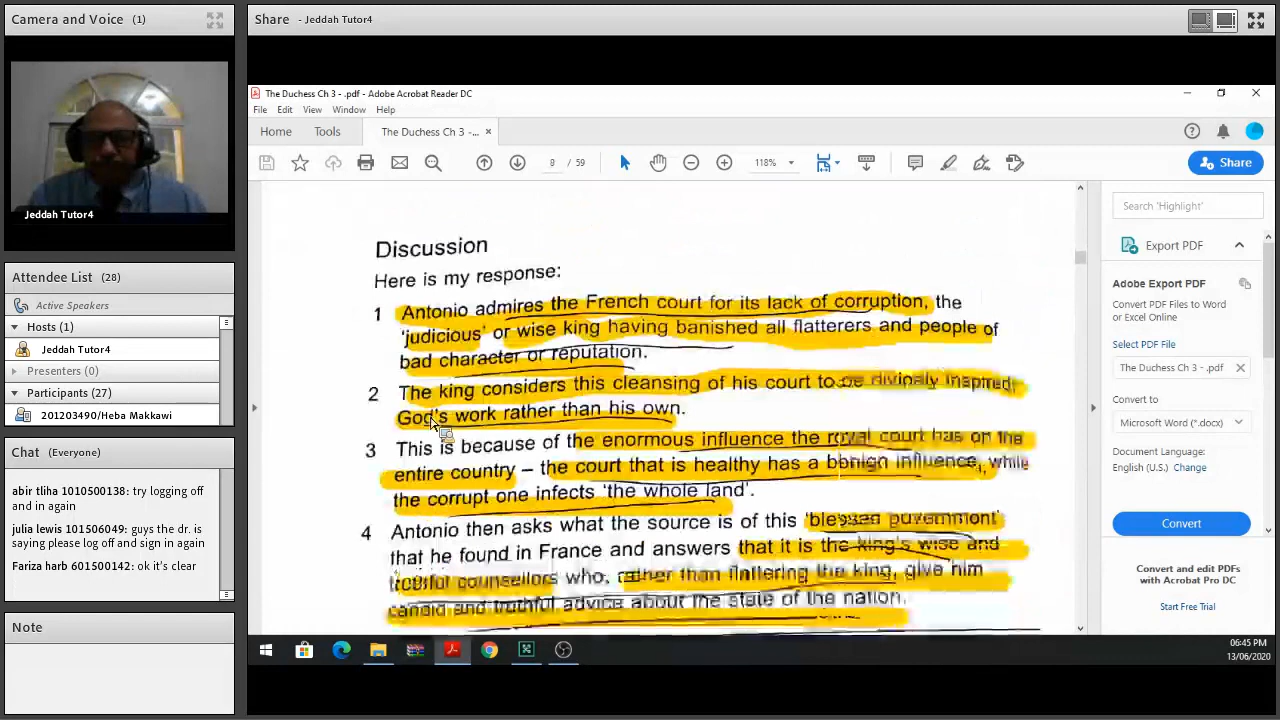 Camera and Voice (1)
Jeddah Tutor4
Attendee List (28)
Active Speakers
Hosts (1)
Jeddah Tutor4
Presenters (0)
Participants (27)
201203490/Heba Makkawi
Chat (Everyone)
abir tliha 1010500138: try logging off
and in again
julia lewis 101506049: guys the dr. is
saying please log off and sign in again
Fariza harb 601500142: ok it's clear
Note
Share - Jeddah Tutor4
The Duchess Ch 3 - .pdf - Adobe Acrobat Reader DC
File Edit View Window Help
Home Tools The Duchess Ch 3 -... ×
8 / 59 118% Share
Discussion
Here is my response:
1 Antonio admires the French court for its lack of corruption, the
'judicious' or wise king having banished all flatterers and people of
bad character or reputation.
2 The king considers this cleansing of his court to be divinely inspired,
God's work rather than his own.
3 This is because of the enormous influence the royal court has on the
entire country – the court that is healthy has a benign influence, while
the corrupt one infects 'the whole land'.
4 Antonio then asks what the source is of this 'blessed government'
that he found in France and answers that it is the king's wise and
truthful counsellors who, rather than flattering the king, give him
candid and truthful advice about the state of the nation.
Search 'Highlight'
Export PDF
Adobe Export PDF
Convert PDF Files to Word
or Excel Online
Select PDF File
The Duchess Ch 3 -.pdf
Convert to
Microsoft Word (*.docx)
Document Language:
English (U.S.) Change
Convert
Convert and edit PDFs
with Acrobat Pro DC
Start Free Trial
06:45 PM
13/06/2020